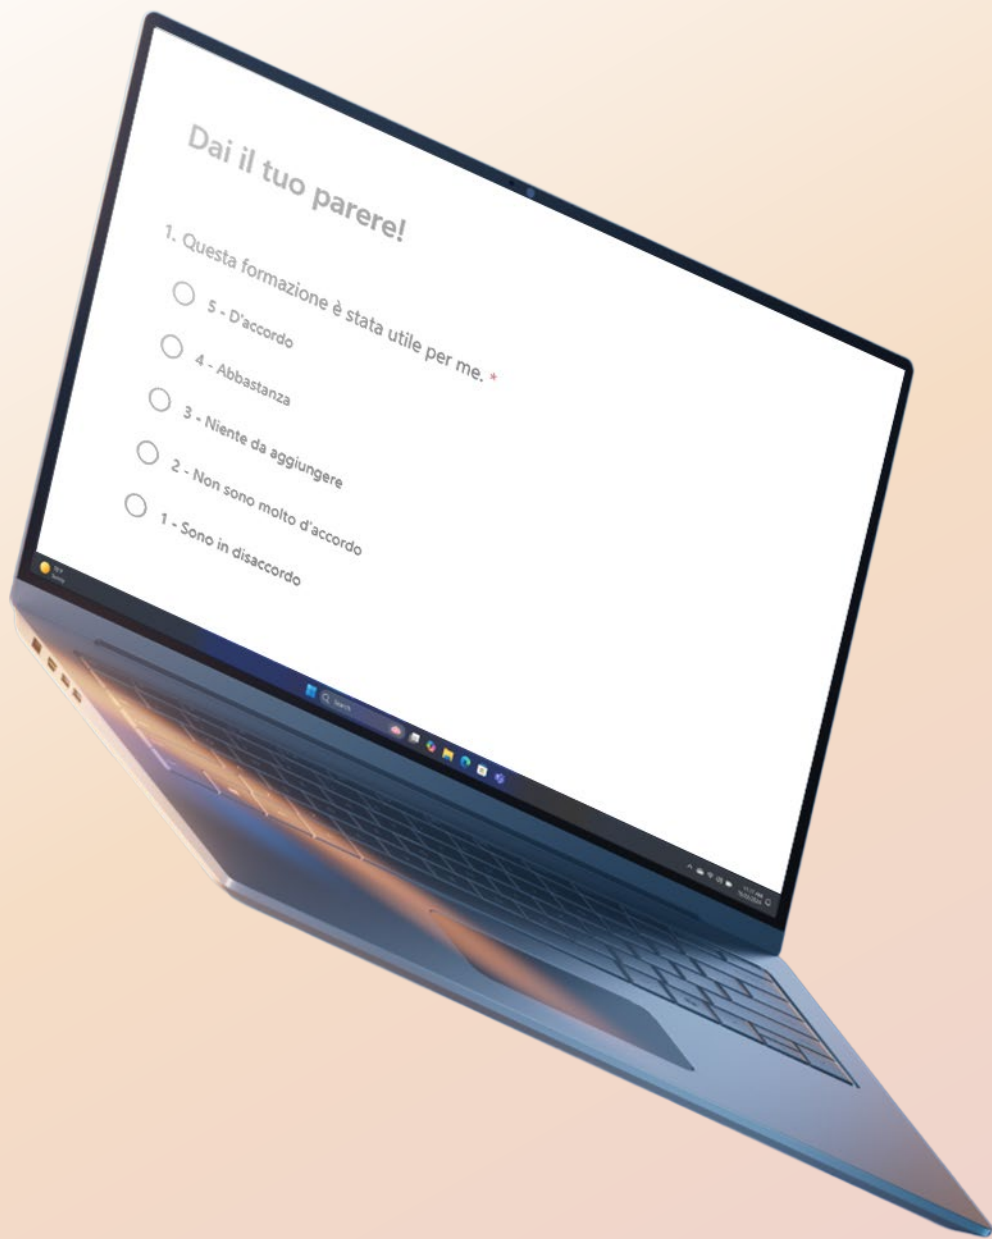 Dai il tuo parere!
1. Questa formazione è stata utile per me. *
5 - D'accordo
4 - Abbastanza
3 - Niente da aggiungere
2 - Non sono molto d'accordo
1 - Sono in disaccordo
Search